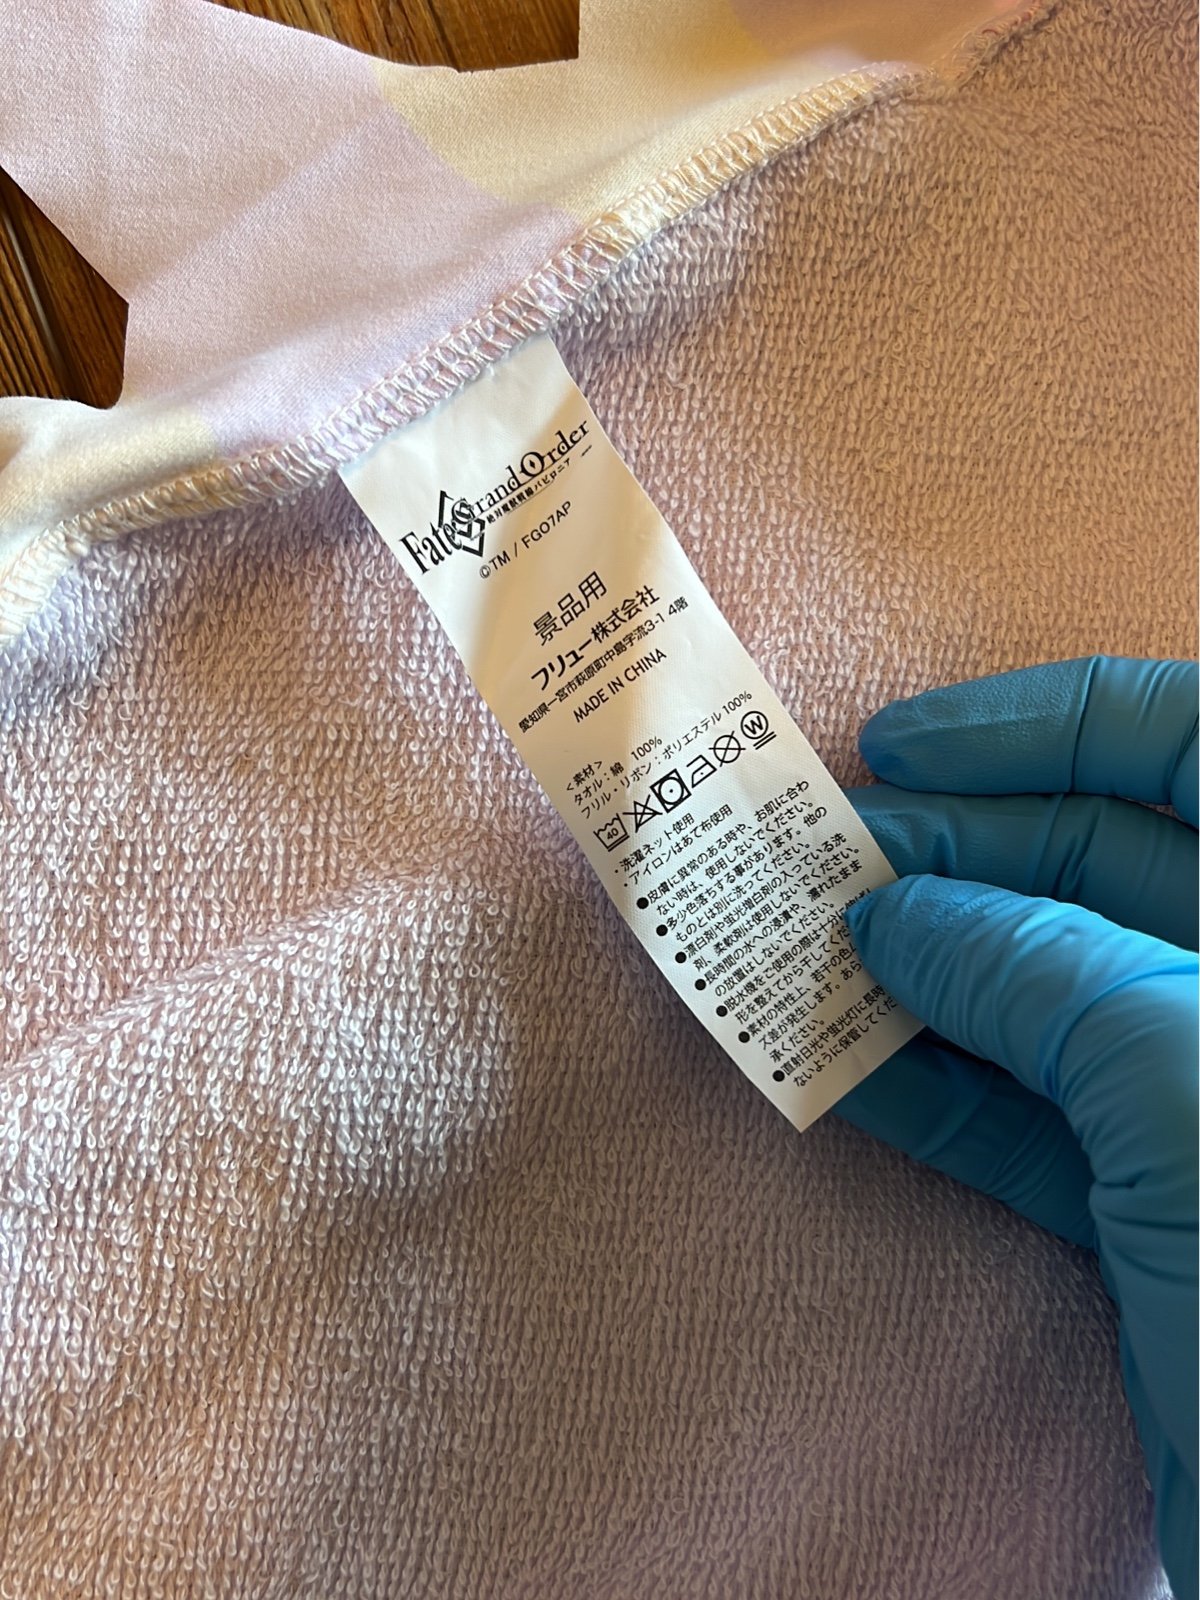 Fate/Grand Order
絶対魔獣戦線バビロニア
©TM / FGO7AP
景品用
フリュー株式会社
愛知県一宮市萩原町中島字流3-1 4階
MADE IN CHINA
<素材>
タオル：綿 100%
フリル・リボン：ポリエステル 100%
40
W
・洗濯ネット使用
・アイロンはあて布使用
●皮膚に異常のある時や、お肌に合わ
ない時は、使用しないでください。
●多少色落ちする事があります。他の
ものとは別に洗ってください。
●漂白剤や蛍光増白剤の入っている洗
剤、柔軟剤は使用しないでください。
●長時間の水への浸漬や、濡れたまま
の放置はしないでください。
●脱水機をご使用の際は十分に
形を整えてから干してくだ
●素材の特性上、若干の色
ズ差が発生します。あら
承ください。
●直射日光や蛍光灯に長時
ないように保管してくだ